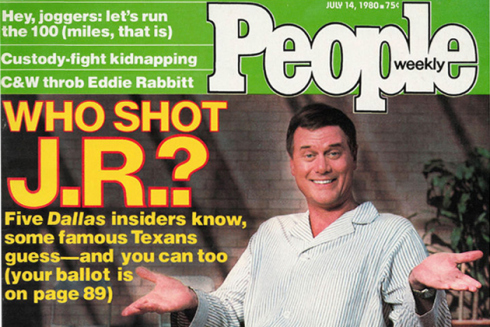 Hey, joggers: let's run
the 100 (miles, that is)
Custody-fight kidnapping
C&W throb Eddie Rabbitt
JULY 14, 1980 ■ 75¢
People
weekly
WHO SHOT
J.R.?
Five Dallas insiders know,
some famous Texans
guess—and you can too
(your ballot is
on page 89)